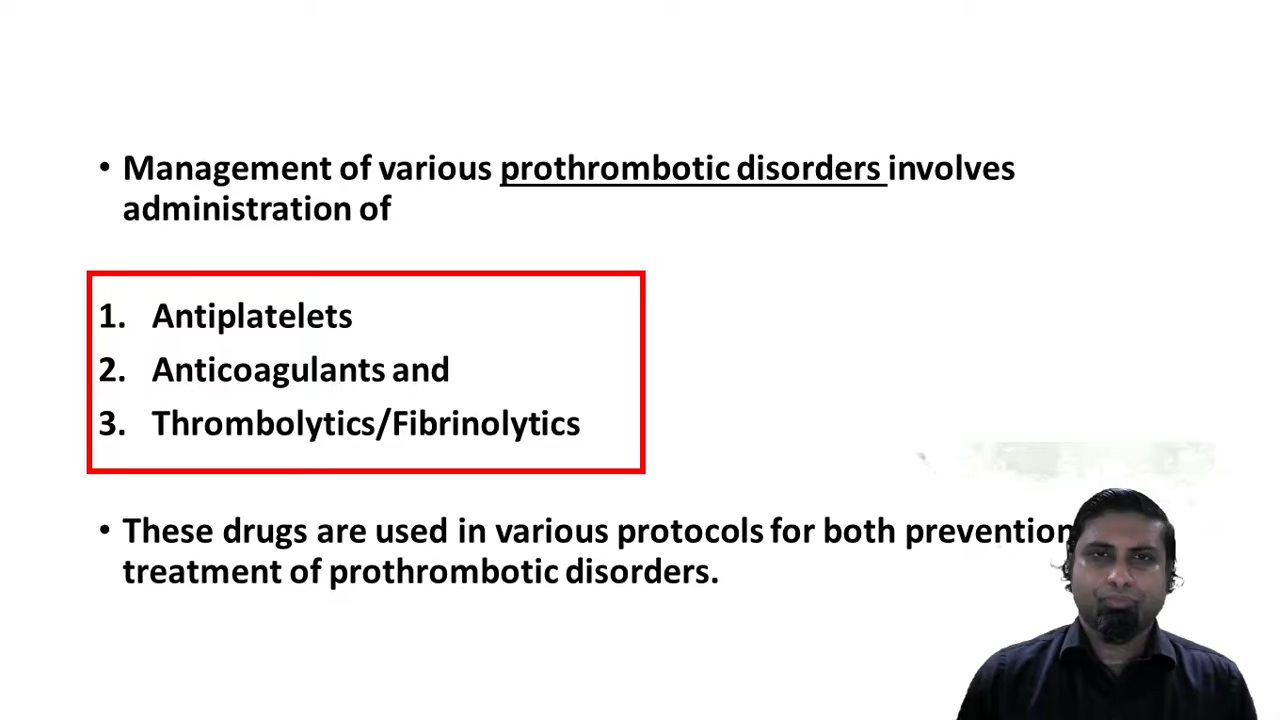 • Management of various prothrombotic disorders involves
administration of
1. Antiplatelets
2. Anticoagulants and
3. Thrombolytics/Fibrinolytics
• These drugs are used in various protocols for both prevention
treatment of prothrombotic disorders.